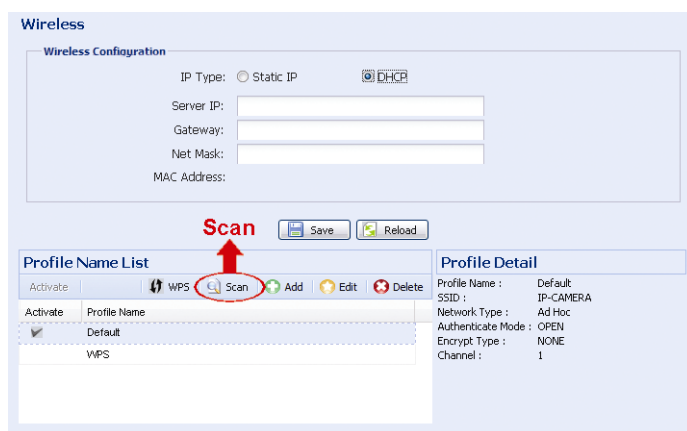 Wireless
Wireless Configuration
IP Type: Static IP DHCP
Server IP:
Gateway:
Net Mask:
MAC Address:
Scan
Save Reload
Profile Name List
Activate WPS Scan Add Edit Delete
Activate Profile Name
Default
WPS
Profile Detail
Profile Name : Default
SSID : IP-CAMERA
Network Type : Ad Hoc
Authenticate Mode : OPEN
Encrypt Type : NONE
Channel : 1